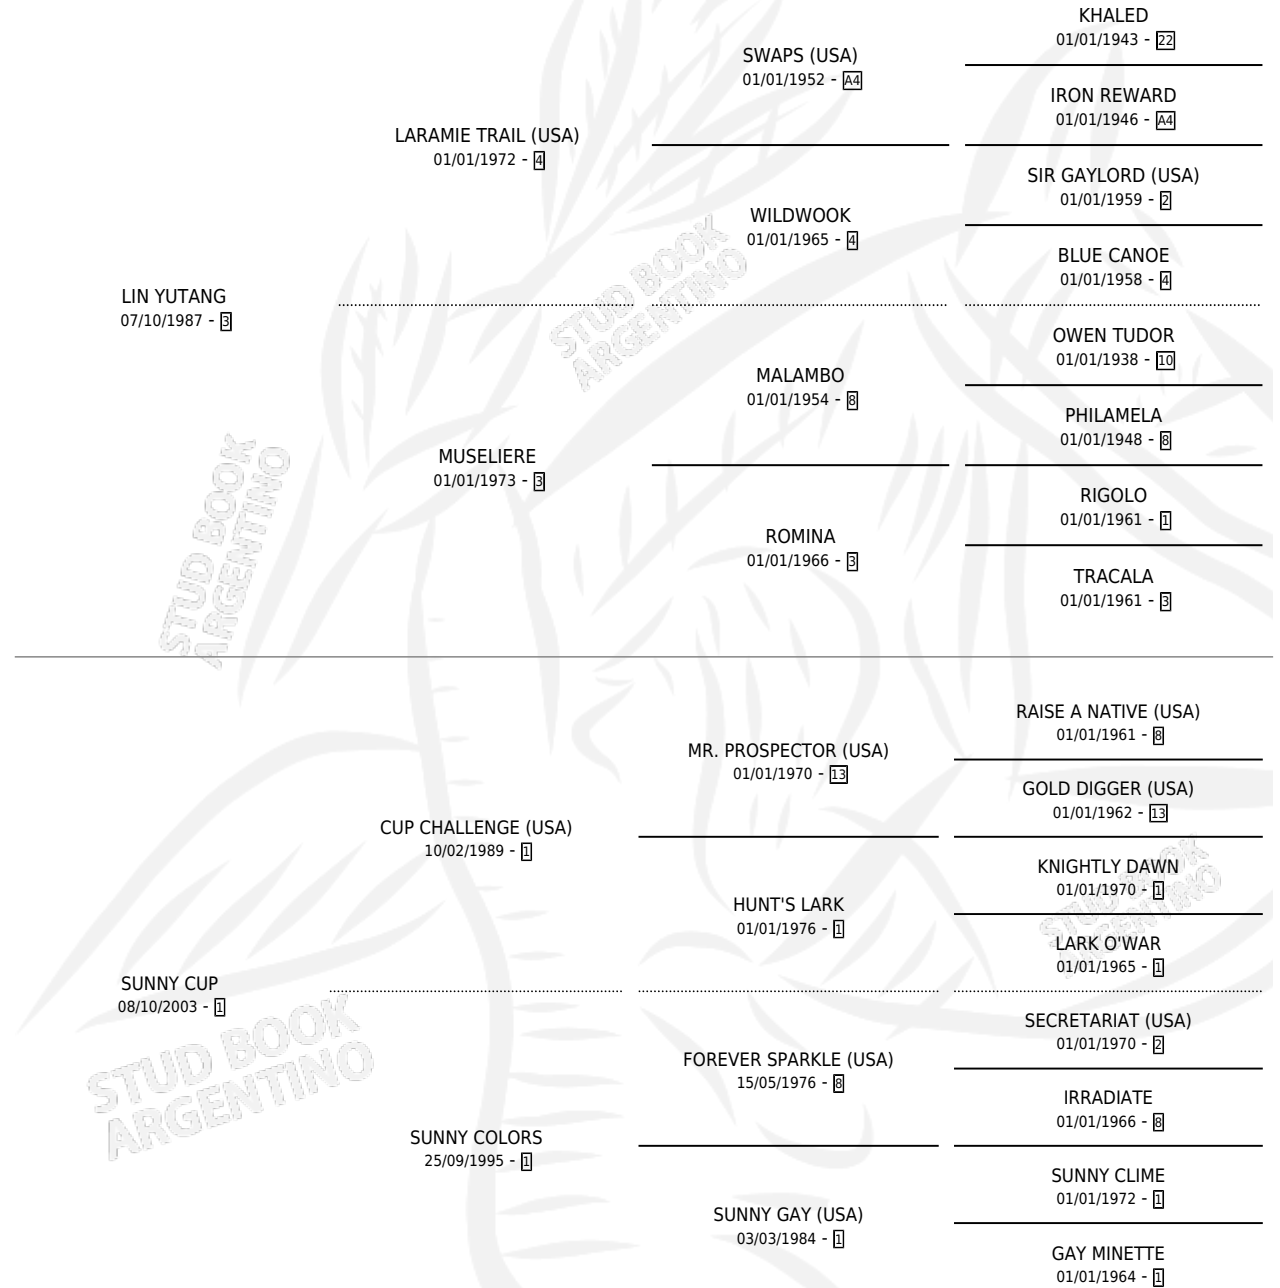 KHALED
01/01/1943 - 22
SWAPS (USA)
01/01/1952 - A4
IRON REWARD
01/01/1946 - A4
LARAMIE TRAIL (USA)
01/01/1972 - 4
SIR GAYLORD (USA)
01/01/1959 - 2
WILDWOOK
01/01/1965 - 4
BLUE CANOE
01/01/1958 - 4
LIN YUTANG
07/10/1987 - 3
OWEN TUDOR
01/01/1938 - 10
MALAMBO
01/01/1954 - 8
PHILAMELA
01/01/1948 - 8
MUSELIERE
01/01/1973 - 3
RIGOLO
01/01/1961 - 1
ROMINA
01/01/1966 - 3
TRACALA
01/01/1961 - 3
STUD BOOK
ARGENTINO
STUD BOOK
ARGENTINO
RAISE A NATIVE (USA)
01/01/1961 - 8
MR. PROSPECTOR (USA)
01/01/1970 - 13
GOLD DIGGER (USA)
01/01/1962 - 13
CUP CHALLENGE (USA)
10/02/1989 - 1
KNIGHTLY DAWN
01/01/1970 - 1
HUNT'S LARK
01/01/1976 - 1
LARK O'WAR
01/01/1965 - 1
SUNNY CUP
08/10/2003 - 1
SECRETARIAT (USA)
01/01/1970 - 2
FOREVER SPARKLE (USA)
15/05/1976 - 8
IRRADIATE
01/01/1966 - 8
SUNNY COLORS
25/09/1995 - 1
SUNNY CLIME
01/01/1972 - 1
SUNNY GAY (USA)
03/03/1984 - 1
GAY MINETTE
01/01/1964 - 1
STUD BOOK
ARGENTINO
STUD BOOK
ARGENTINO